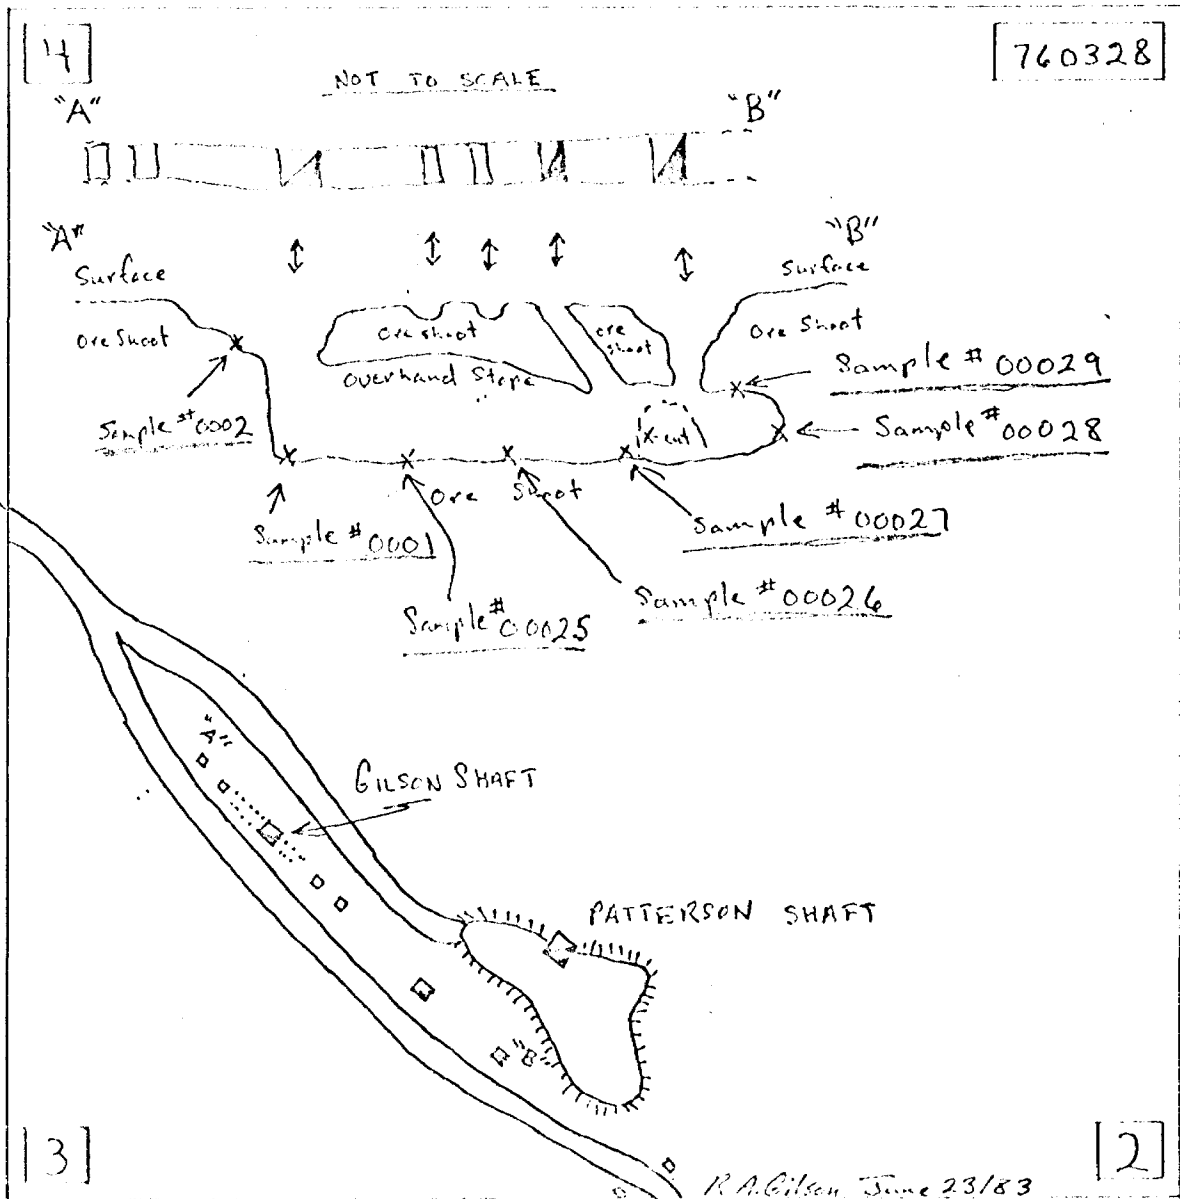 [4]
[760328]
NOT TO SCALE
"A"
"B"
"A"
"B"
Surface
Surface
Ore Shoot
Ore shoot
ore shoot
Ore Shoot
Overhand Stope
Sample # 00029
Sample # 0002
X-cut
Sample # 00028
Ore Shoot
Sample # 0001
Sample # 00027
Sample # 00025
Sample # 00026
"A"
GILSON SHAFT
PATTERSON SHAFT
"B"
[3]
[2]
R.A. Gilson June 23/83